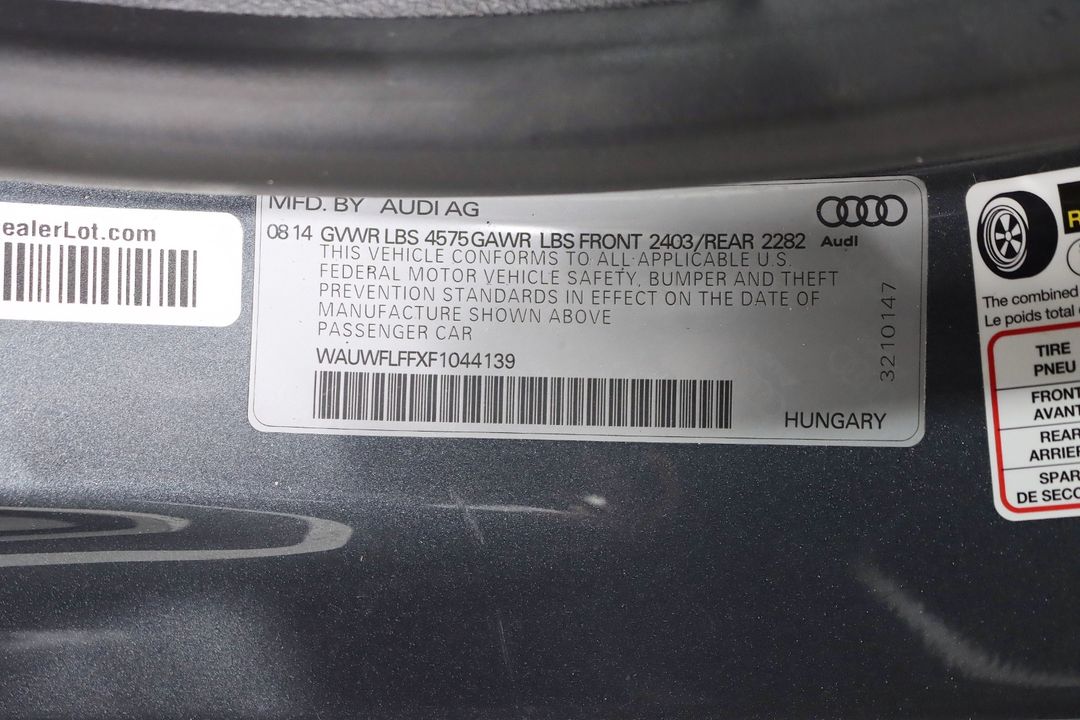 ealerLot.com
MFD. BY AUDI AG
08 14 GVWR LBS 4575 GAWR LBS FRONT 2403/REAR 2282
Audi
THIS VEHICLE CONFORMS TO ALL APPLICABLE U.S.
FEDERAL MOTOR VEHICLE SAFETY, BUMPER AND THEFT
PREVENTION STANDARDS IN EFFECT ON THE DATE OF
MANUFACTURE SHOWN ABOVE
PASSENGER CAR
WAUWFLFFXF1044139
HUNGARY
3210147
The combined
Le poids total
TIRE
PNEU
FRONT
AVANT
REAR
ARRIER
SPAR
DE SECO